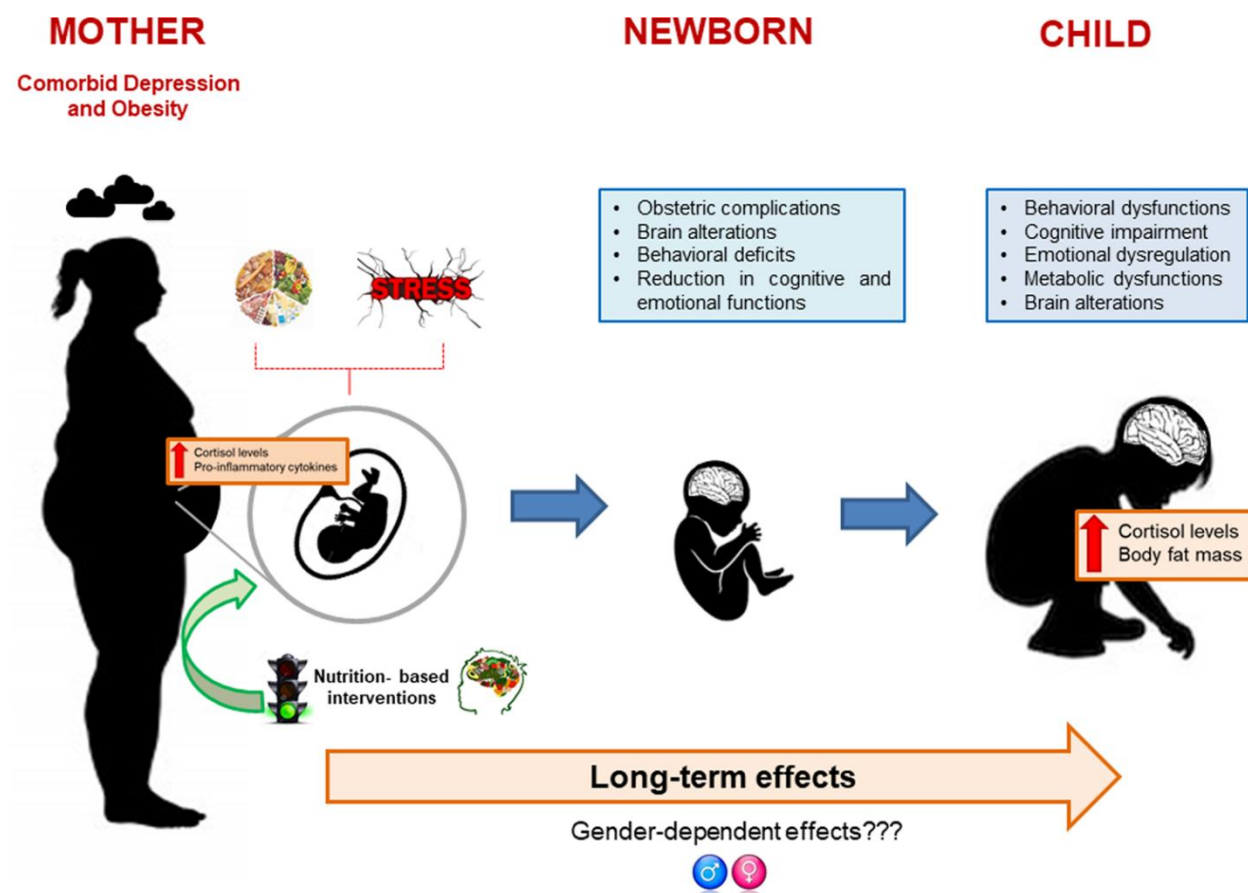 MOTHER
Comorbid Depression
and Obesity
NEWBORN
CHILD
STRESS
• Obstetric complications
• Brain alterations
• Behavioral deficits
• Reduction in cognitive and
emotional functions
• Behavioral dysfunctions
• Cognitive impairment
• Emotional dysregulation
• Metabolic dysfunctions
• Brain alterations
Cortisol levels
Pro-inflammatory cytokines
Cortisol levels
Body fat mass
Nutrition- based
interventions
Long-term effects
Gender-dependent effects???